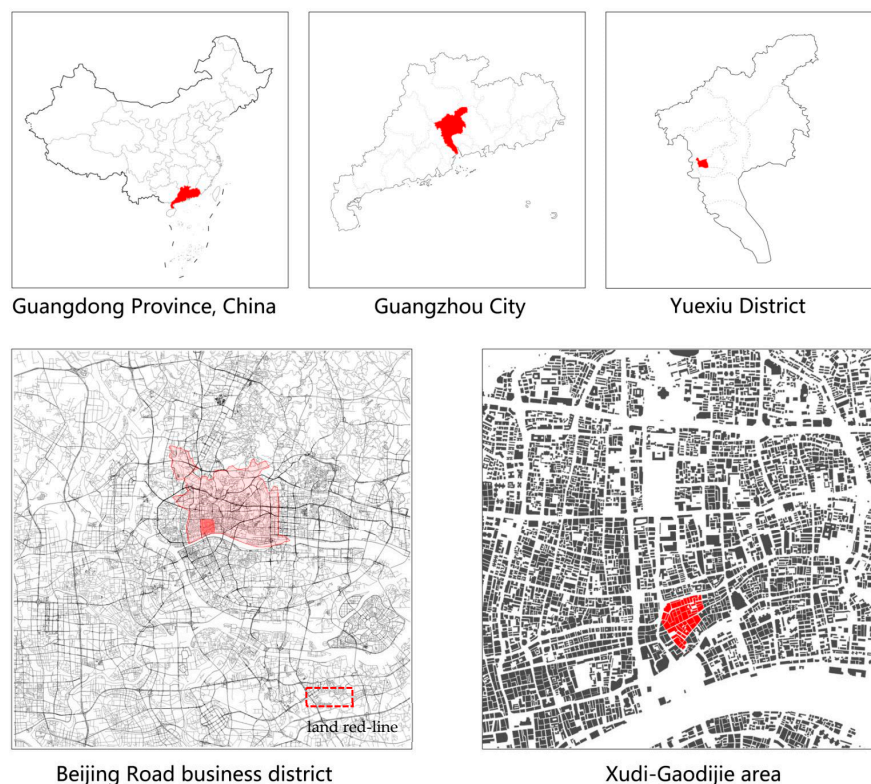 Guangdong Province, China
Guangzhou City
Yuexiu District
land red-line
Beijing Road business district
Xudi-Gaodijie area